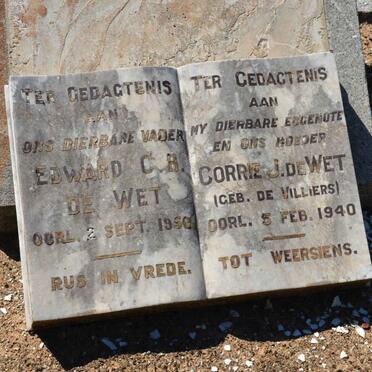 TER GEDAGTENIS
AAN
ONS DIERBARE VADER
EDWARD C.B.
DE WET
OORL. 2 SEPT. 1950
RUS IN VREDE.
TER GEDAGTENIS
AAN
MY DIERBARE EGGENOTE
EN ONS MOEDER
CORRIE J. DE WET
(GEB. DE VILLIERS)
OORL. 5 FEB. 1940
TOT WEERSIENS.